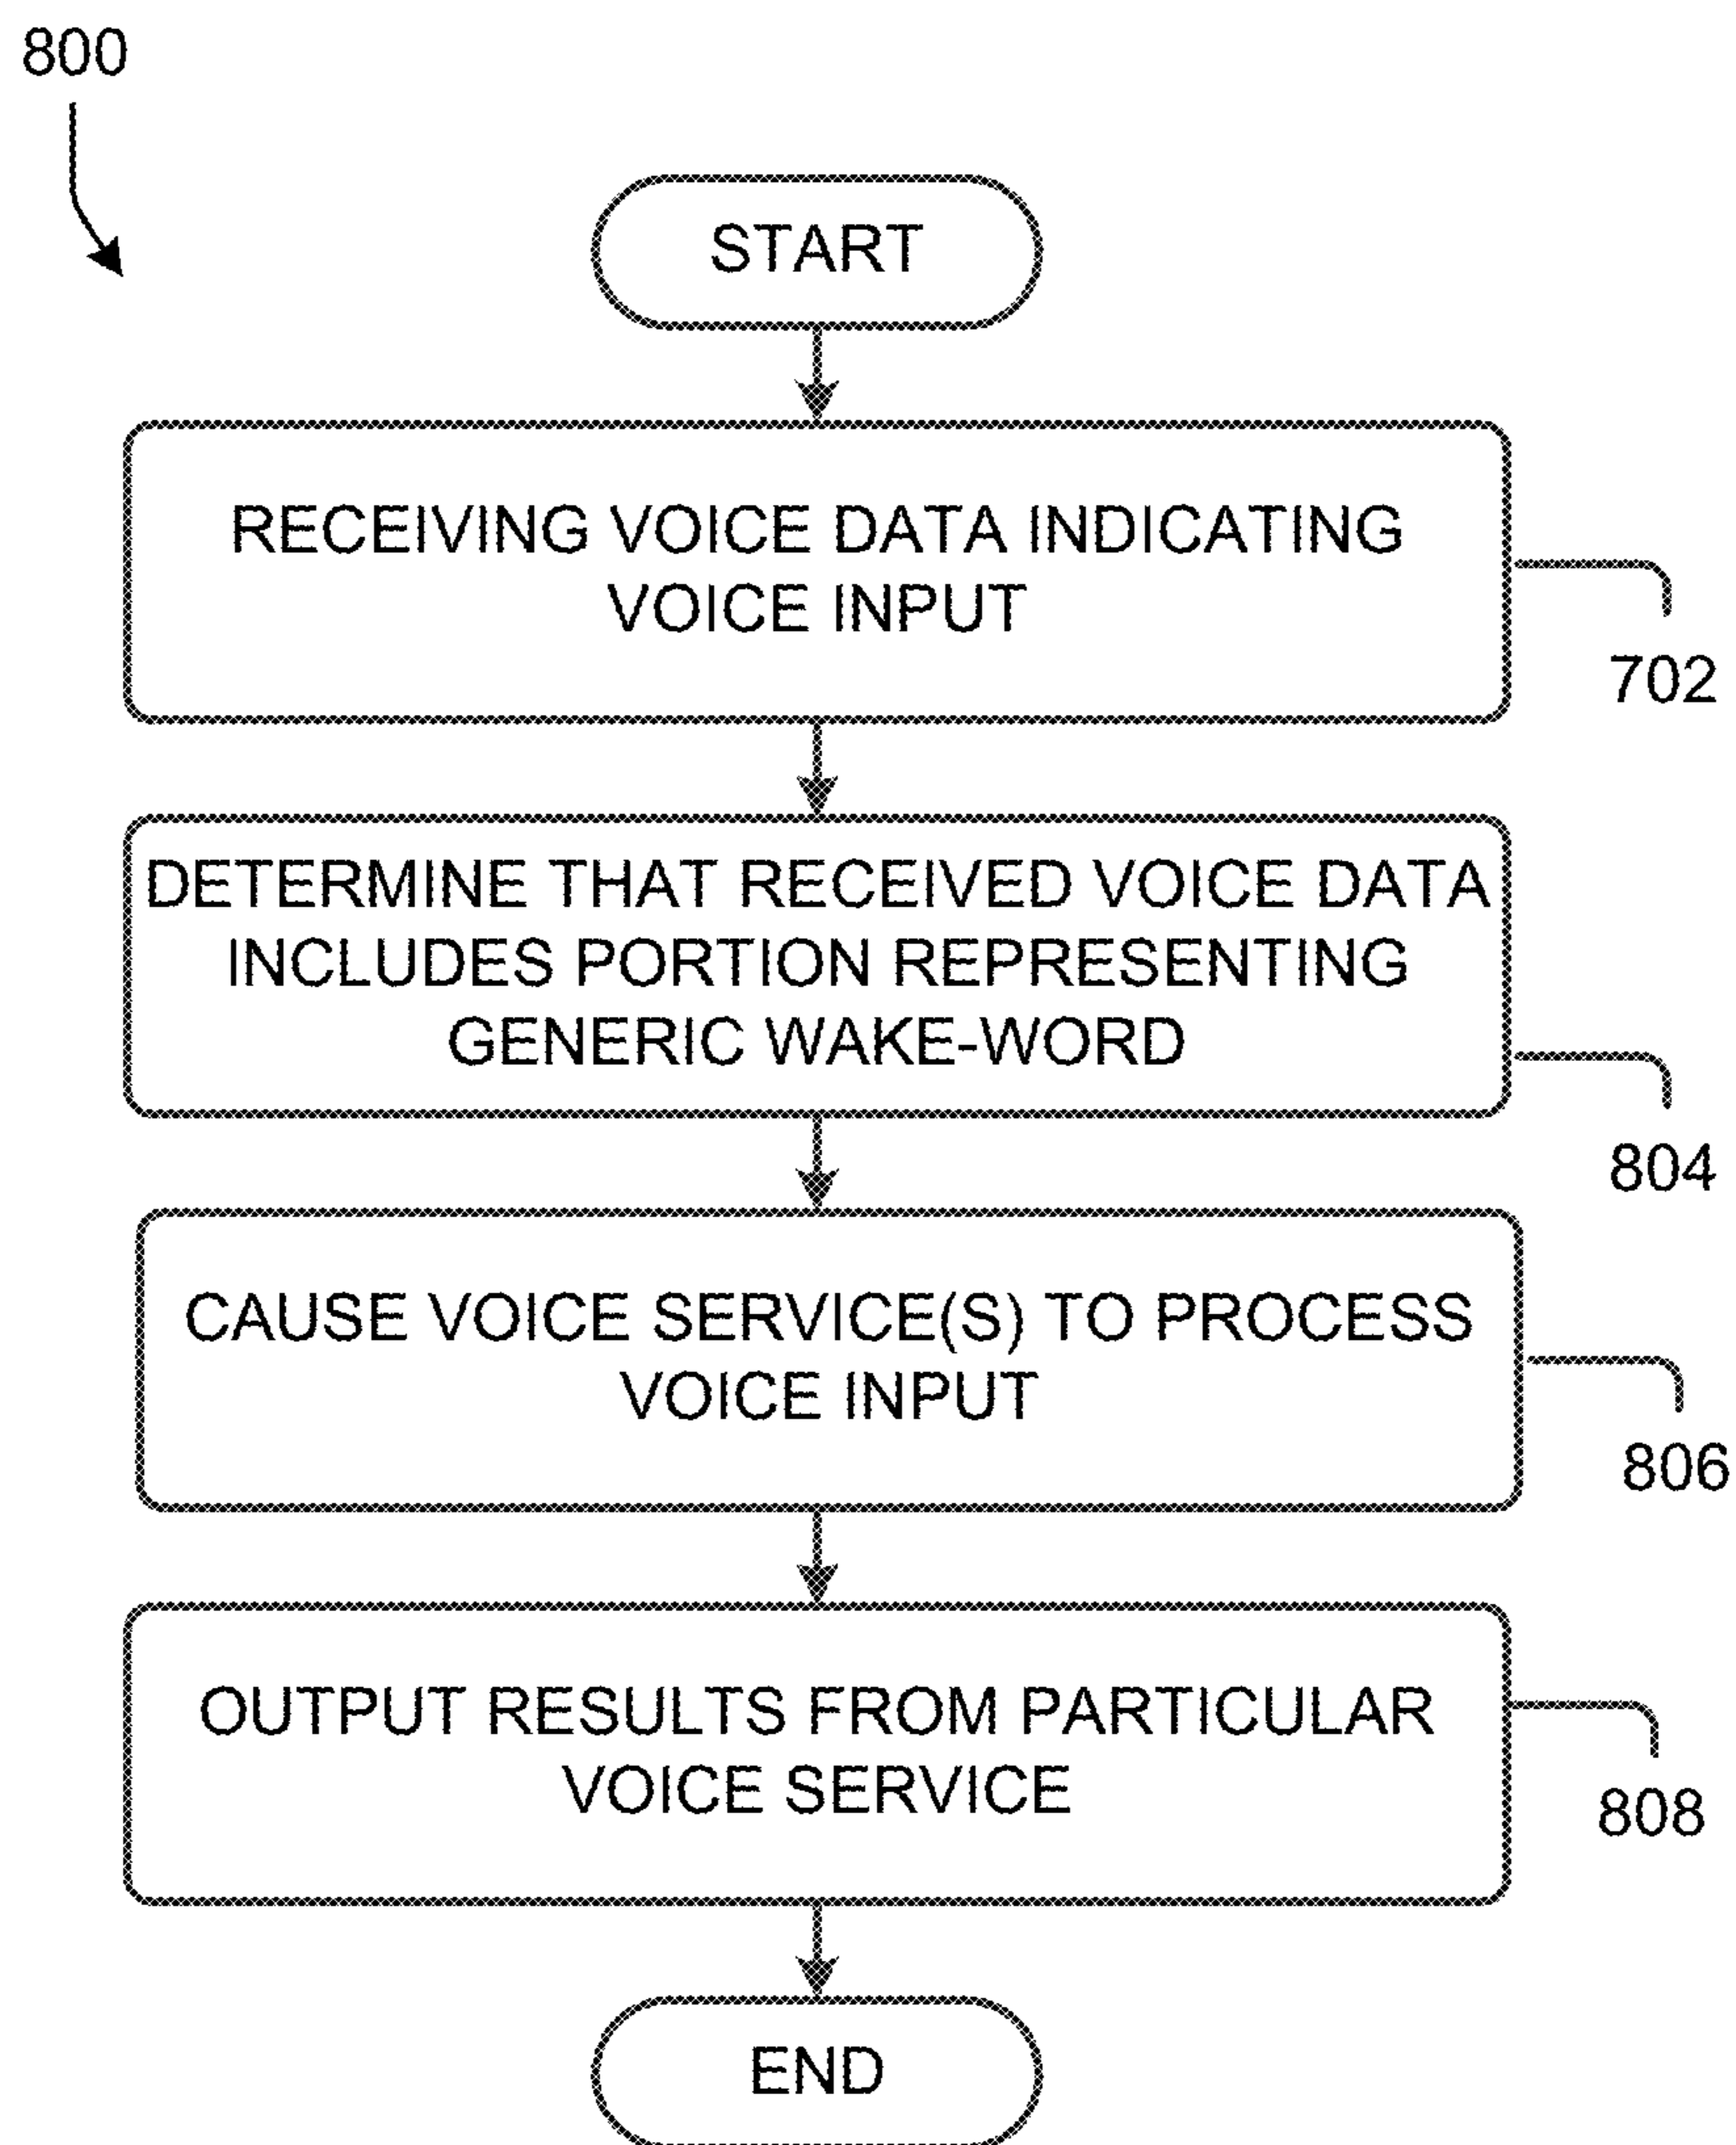 800
START
RECEIVING VOICE DATA INDICATING
VOICE INPUT
702
DETERMINE THAT RECEIVED VOICE DATA
INCLUDES PORTION REPRESENTING
GENERIC WAKE-WORD
804
CAUSE VOICE SERVICE(S) TO PROCESS
VOICE INPUT
806
OUTPUT RESULTS FROM PARTICULAR
VOICE SERVICE
808
END